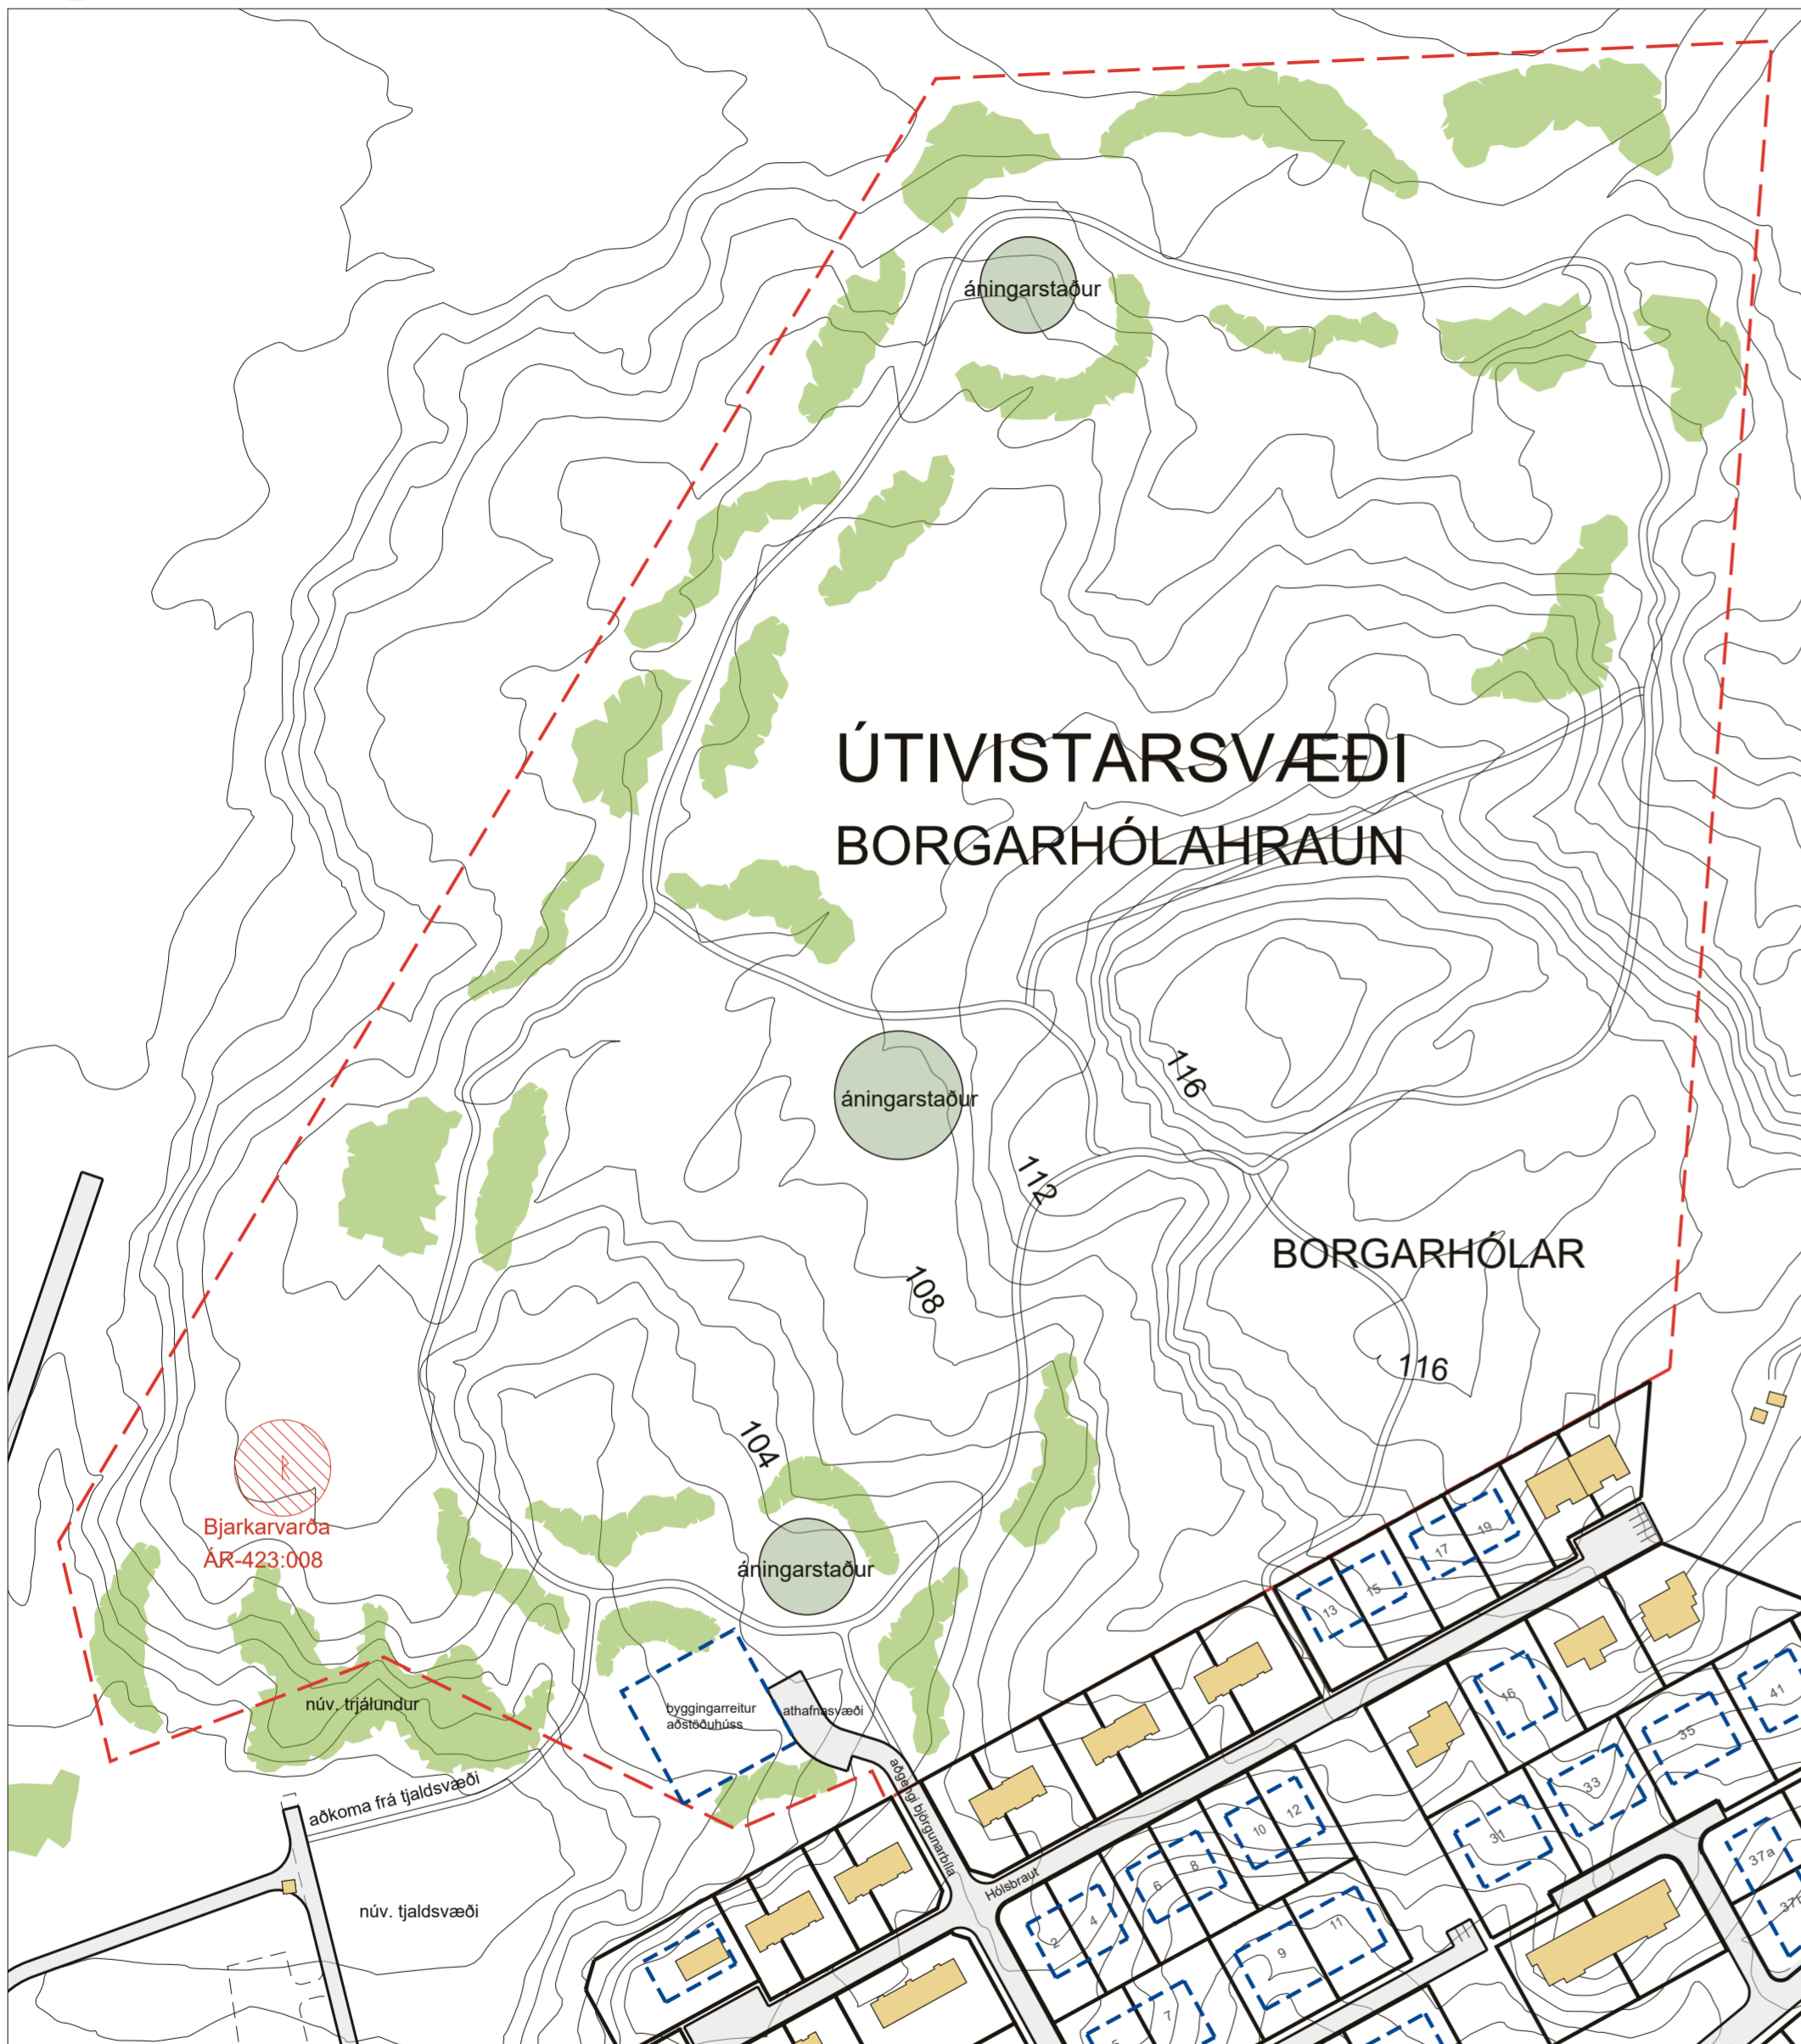 áningarstaður
ÚTIVISTARSVÆÐI
BORGARHÓLAHRAUN
116
áningarstaður
112
BORGARHÓLAR
108
116
104
Bjarkarvarða
ÁR-423:008
áningarstaður
19
17
15
13
núv. trjálundur
byggingarreitur
aðstöðuhúss
athafnasvæði
16
41
35
aðkoma frá tjaldsvæði
aðgengi björgunarbíla
33
12
10
31
37a
Hólsbraut
8
6
4
2
núv. tjaldsvæði
11
9
7
5